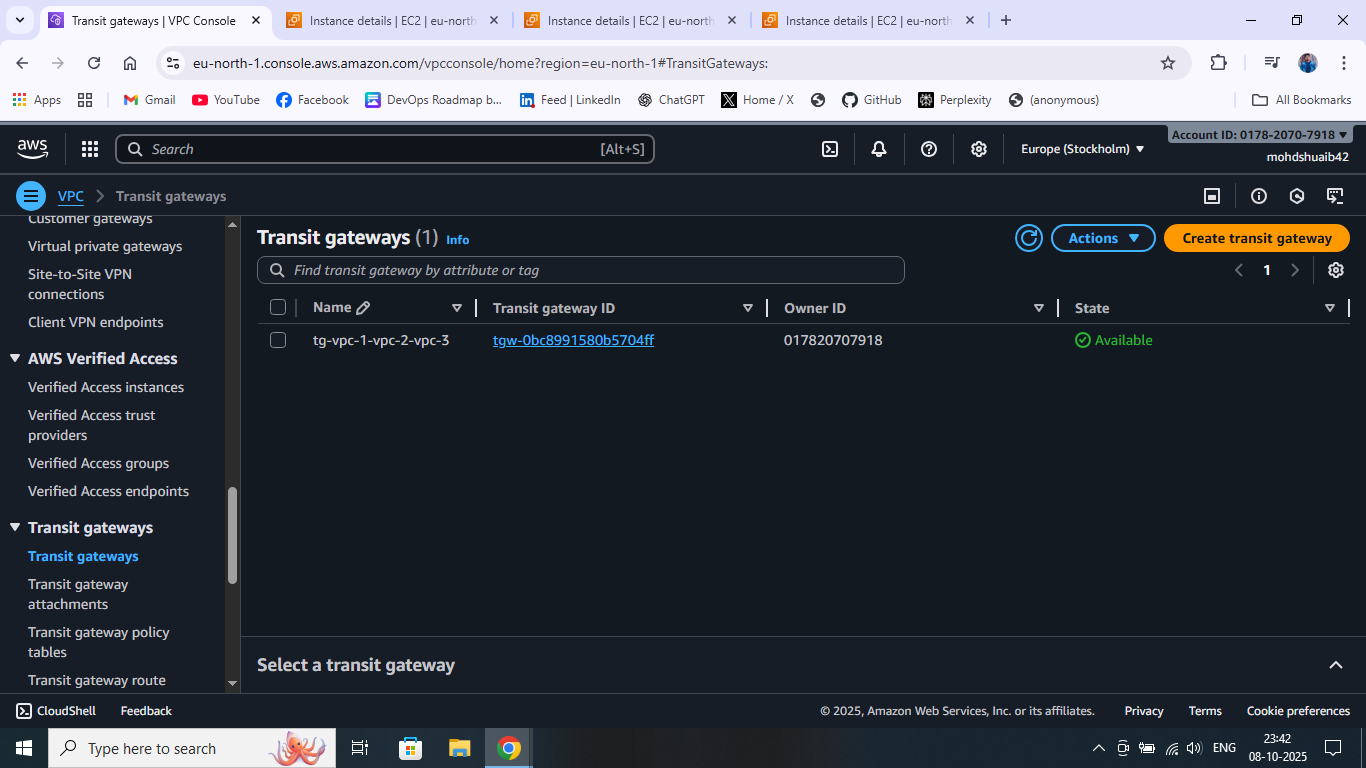 Transit gateways | VPC Console
Instance details | EC2 | eu-north
Instance details | EC2 | eu-north
Instance details | EC2 | eu-north
eu-north-1.console.aws.amazon.com/vpcconsole/home?region=eu-north-1#TransitGateways:
Apps
Gmail
YouTube
Facebook
DevOps Roadmap b...
Feed | LinkedIn
ChatGPT
Home / X
GitHub
Perplexity
(anonymous)
All Bookmarks
aws
Search
[Alt+S]
Europe (Stockholm)
Account ID: 0178-2070-7918
mohdshuaib42
VPC
Transit gateways
Customer gateways
Virtual private gateways
Site-to-Site VPN
connections
Client VPN endpoints
AWS Verified Access
Verified Access instances
Verified Access trust
providers
Verified Access groups
Verified Access endpoints
Transit gateways
Transit gateways
Transit gateway
attachments
Transit gateway policy
tables
Transit gateway route
Transit gateways (1) Info
Actions
Create transit gateway
Find transit gateway by attribute or tag
1
Name
Transit gateway ID
Owner ID
State
tg-vpc-1-vpc-2-vpc-3
tgw-0bc8991580b5704ff
017820707918
Available
Select a transit gateway
CloudShell
Feedback
© 2025, Amazon Web Services, Inc. or its affiliates.
Privacy
Terms
Cookie preferences
Type here to search
ENG
23:42
08-10-2025